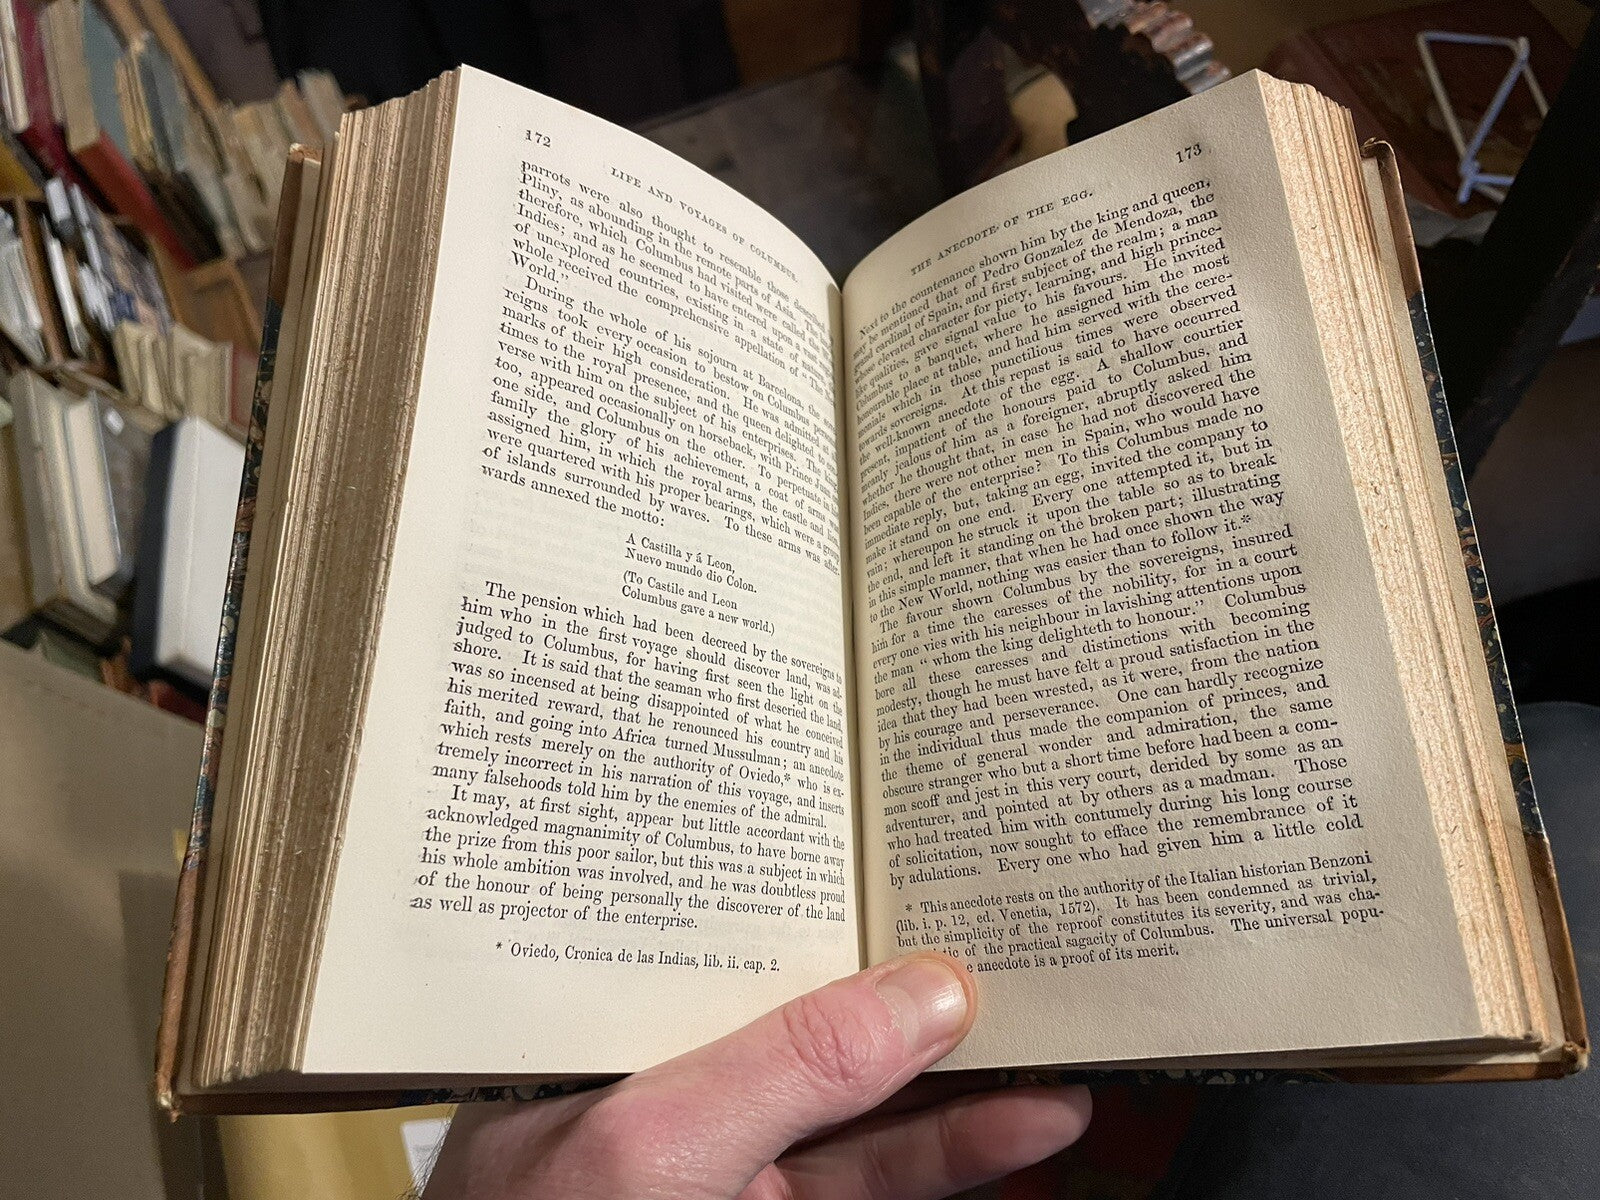 172
LIFE AND VOYAGES OF COLUMBUS.
parrots were also thought to resemble those described
Pliny, as abounding in the remote parts of Asia. The
therefore, which Columbus had visited were called the
Indies; and as he seemed to have entered upon a vast
of unexplored countries, existing in a state of nature, the
whole received the comprehensive appellation of "The New
World."
During the whole of his sojourn at Barcelona, the sove-
reigns took every occasion to bestow on Columbus personal
marks of their high consideration. He was admitted at all
times to the royal presence, and the queen delighted to con-
verse with him on the subject of his enterprises. The king,
too, appeared occasionally on horseback, with Prince Juan on
one side, and Columbus on the other. To perpetuate in his
family the glory of his achievement, a coat of arms was
assigned him, in which the royal arms, the castle and lion,
were quartered with his proper bearings, which were a group
of islands surrounded by waves. To these arms was after-
wards annexed the motto:
A Castilla y á Leon,
Nuevo mundo dio Colon.
(To Castile and Leon
Columbus gave a new world.)
The pension which had been decreed by the sovereigns to
him who in the first voyage should discover land, was ad-
judged to Columbus, for having first seen the light on the
shore. It is said that the seaman who first descried the land
was so incensed at being disappointed of what he conceived
his merited reward, that he renounced his country and his
faith, and going into Africa turned Mussulman; an anecdote
which rests merely on the authority of Oviedo,* who is ex-
tremely incorrect in his narration of this voyage, and inserts
many falsehoods told him by the enemies of the admiral.
It may, at first sight, appear but little accordant with the
acknowledged magnanimity of Columbus, to have borne away
the prize from this poor sailor, but this was a subject in which
his whole ambition was involved, and he was doubtless proud
of the honour of being personally the discoverer of the land
as well as projector of the enterprise.
* Oviedo, Cronica de las Indias, lib. ii. cap. 2.
173
THE ANECDOTE OF THE EGG.
Next to the countenance shown him by the king and queen,
may be mentioned that of Pedro Gonzalez de Mendoza, the
grand cardinal of Spain, and first subject of the realm; a man
whose elevated character for piety, learning, and high prince-
like qualities, gave signal value to his favours. He invited
Columbus to a banquet, where he assigned him the most
honourable place at table, and had him served with the cere-
monials which in those punctilious times were observed
towards sovereigns. At this repast is said to have occurred
the well-known anecdote of the egg. A shallow courtier
present, impatient of the honours paid to Columbus, and
meanly jealous of him as a foreigner, abruptly asked him
whether he thought that, in case he had not discovered the
Indies, there were not other men in Spain, who would have
been capable of the enterprise? To this Columbus made no
immediate reply, but, taking an egg, invited the company to
make it stand on one end. Every one attempted it, but in
vain; whereupon he struck it upon the table so as to break
the end, and left it standing on the broken part; illustrating
in this simple manner, that when he had once shown the way
to the New World, nothing was easier than to follow it.*
The favour shown Columbus by the sovereigns, insured
him for a time the caresses of the nobility, for in a court
every one vies with his neighbour in lavishing attentions upon
the man "whom the king delighteth to honour." Columbus
bore all these caresses and distinctions with becoming
modesty, though he must have felt a proud satisfaction in the
idea that they had been wrested, as it were, from the nation
by his courage and perseverance. One can hardly recognize
in the individual thus made the companion of princes, and
the theme of general wonder and admiration, the same
obscure stranger who but a short time before had been a com-
mon scoff and jest in this very court, derided by some as an
adventurer, and pointed at by others as a madman. Those
who had treated him with contumely during his long course
of solicitation, now sought to efface the remembrance of it
by adulations. Every one who had given him a little cold
* This anecdote rests on the authority of the Italian historian Benzoni
(lib. i. p. 12, ed. Venetia, 1572). It has been condemned as trivial,
but the simplicity of the reproof constitutes its severity, and was cha-
of the practical sagacity of Columbus. The universal popu-
anecdote is a proof of its merit.